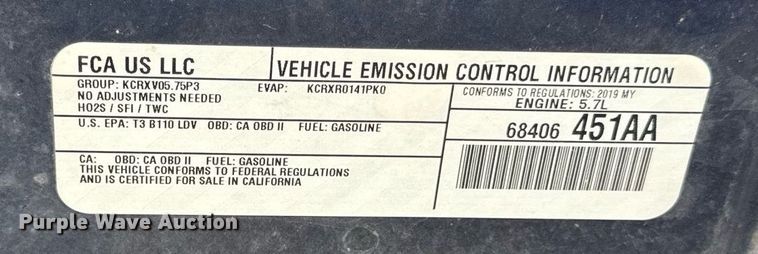 FCA US LLC
VEHICLE EMISSION CONTROL INFORMATION
GROUP: KCRXV05.75P3 EVAP: KCRXR0141PK0
NO ADJUSTMENTS NEEDED
HO2S / SFI / TWC
CONFORMS TO REGULATIONS: 2019 MY
ENGINE: 5.7L
U.S. EPA: T3 B110 LDV OBD: CA OBD II FUEL: GASOLINE
68406 451AA
CA: OBD: CA OBD II FUEL: GASOLINE
THIS VEHICLE CONFORMS TO FEDERAL REGULATIONS
AND IS CERTIFIED FOR SALE IN CALIFORNIA
Purple Wave Auction